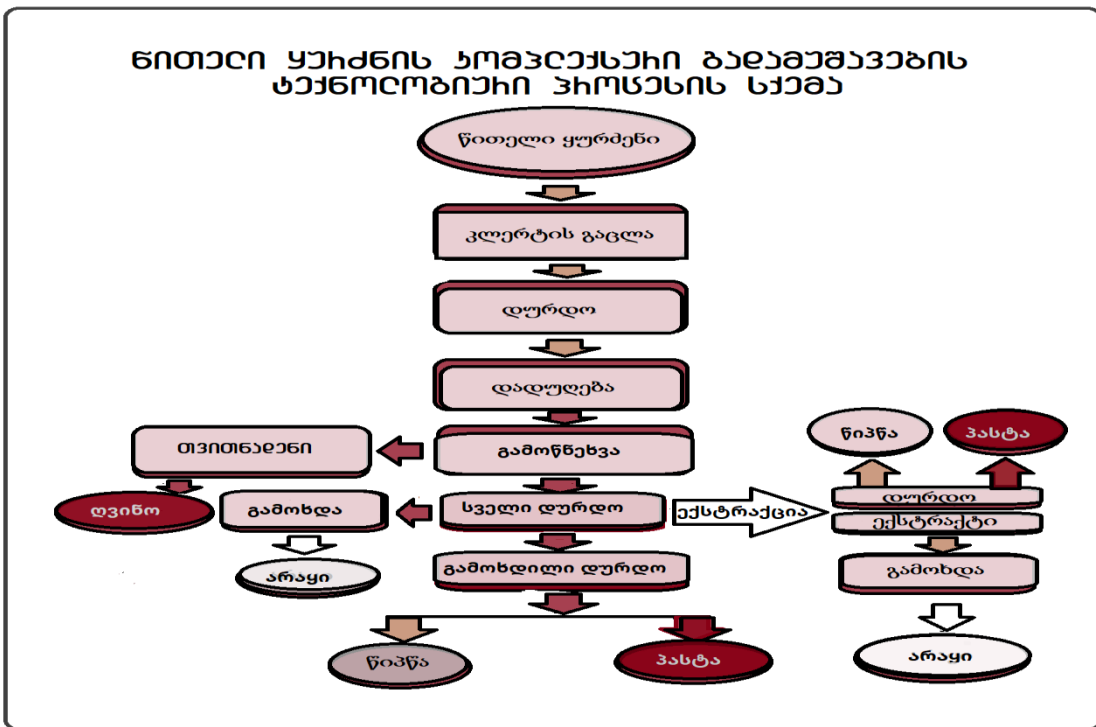 წითელი ყურძნის კომპლექსური გადამუშავების
ტექნოლოგიური პროცესის სქემა
წითელი ყურძენი
კლერტის გაცლა
დურდო
დადუღება
გამოწნეხვა
თვითნადენი
ღვინო
სველი დურდო
გამოხდა
არაყი
გამოხდილი დურდო
წიპწა
პასტა
ექსტრაქცია
წიპწა
პასტა
დურდო
ექსტრაქტი
გამოხდა
არაყი